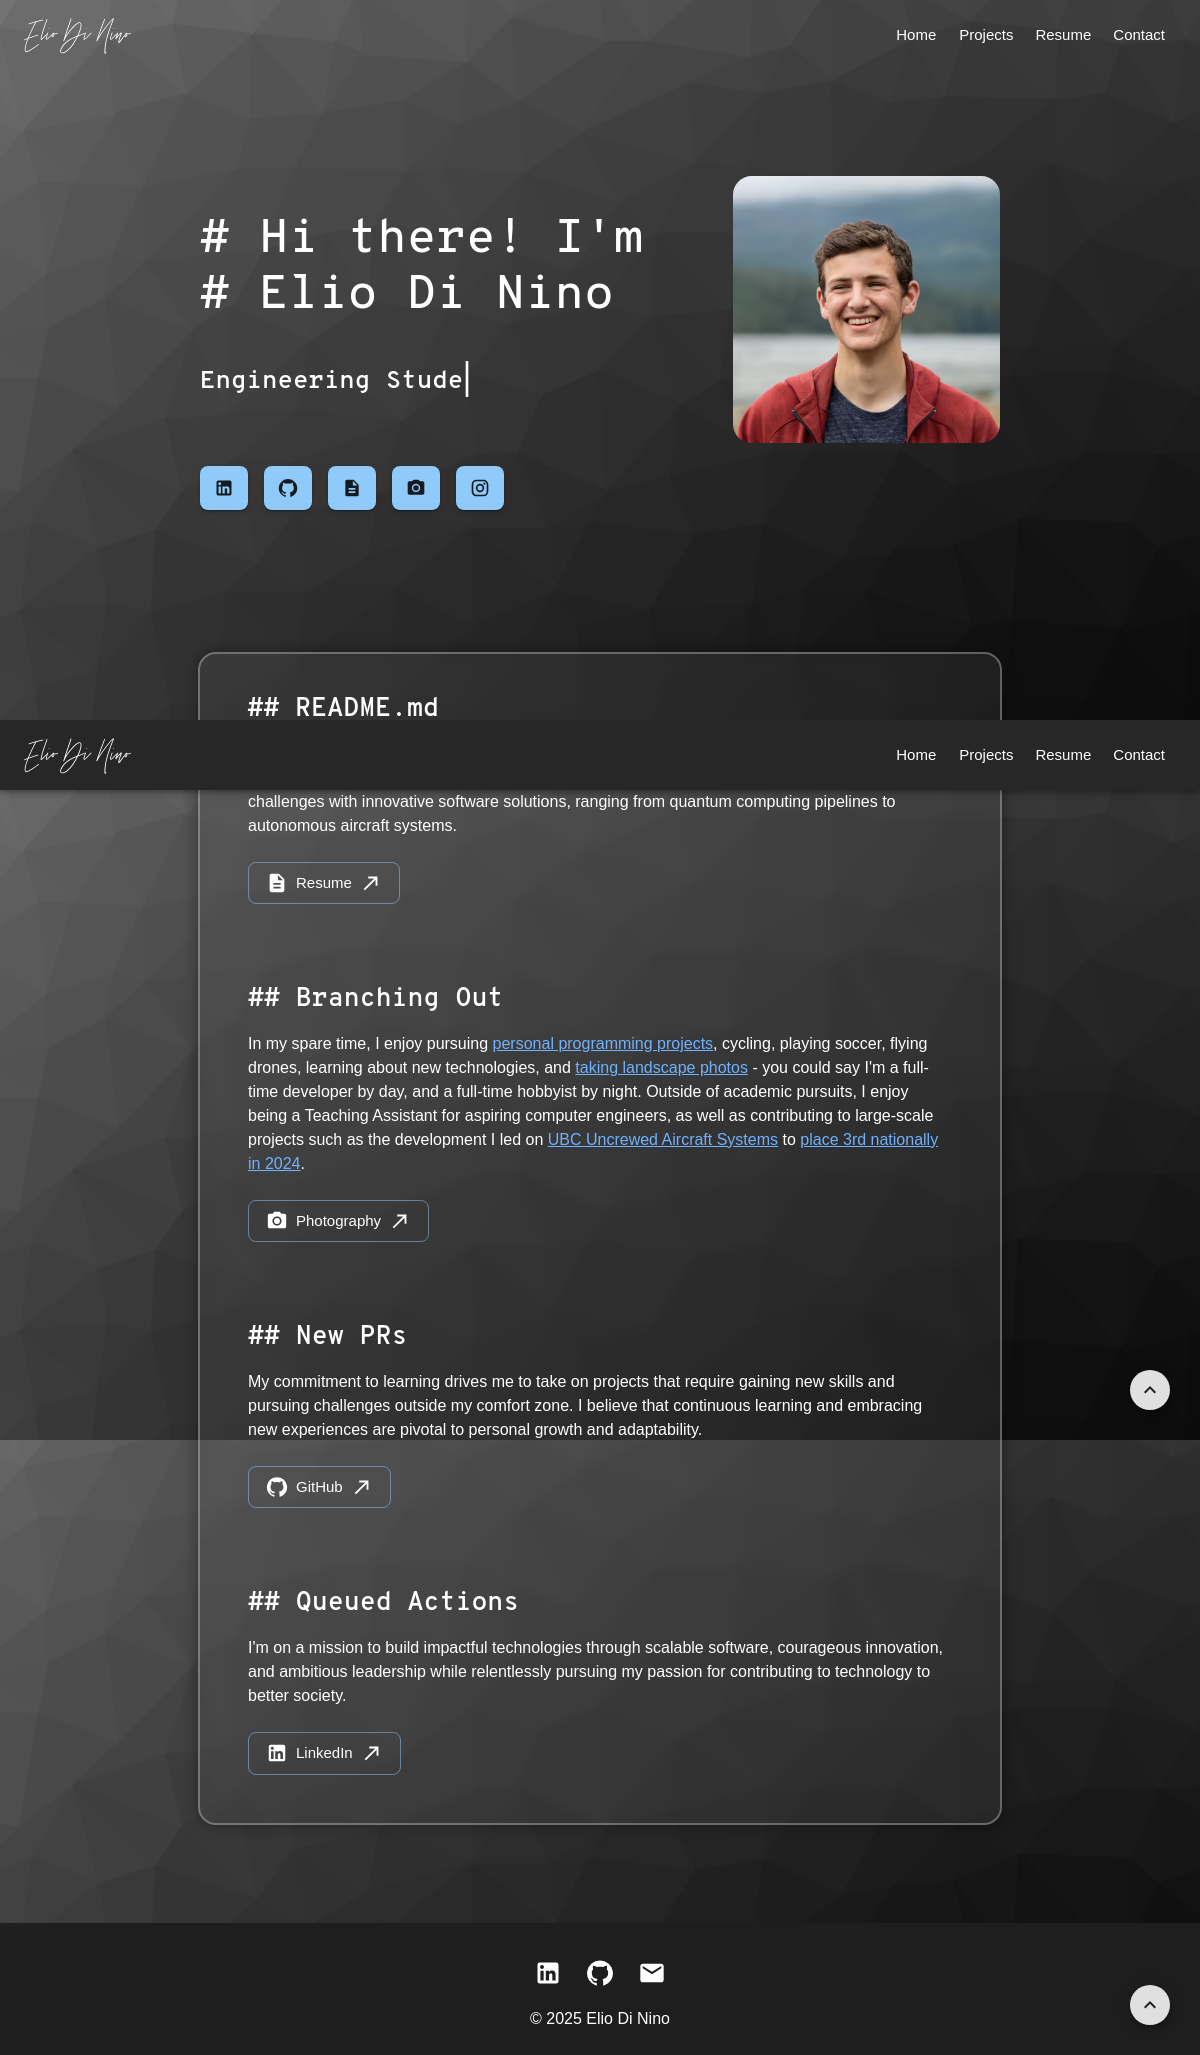 Elio Di Nino
Home Projects Resume Contact
# Hi there! I'm
# Elio Di Nino
Engineering Stude
## README.md
Elio Di Nino
Home Projects Resume Contact
challenges with innovative software solutions, ranging from quantum computing pipelines to
autonomous aircraft systems.
Resume
## Branching Out
In my spare time, I enjoy pursuing personal programming projects, cycling, playing soccer, flying
drones, learning about new technologies, and taking landscape photos - you could say I'm a full-
time developer by day, and a full-time hobbyist by night. Outside of academic pursuits, I enjoy
being a Teaching Assistant for aspiring computer engineers, as well as contributing to large-scale
projects such as the development I led on UBC Uncrewed Aircraft Systems to place 3rd nationally
in 2024.
Photography
## New PRs
My commitment to learning drives me to take on projects that require gaining new skills and
pursuing challenges outside my comfort zone. I believe that continuous learning and embracing
new experiences are pivotal to personal growth and adaptability.
GitHub
## Queued Actions
I'm on a mission to build impactful technologies through scalable software, courageous innovation,
and ambitious leadership while relentlessly pursuing my passion for contributing to technology to
better society.
LinkedIn
© 2025 Elio Di Nino